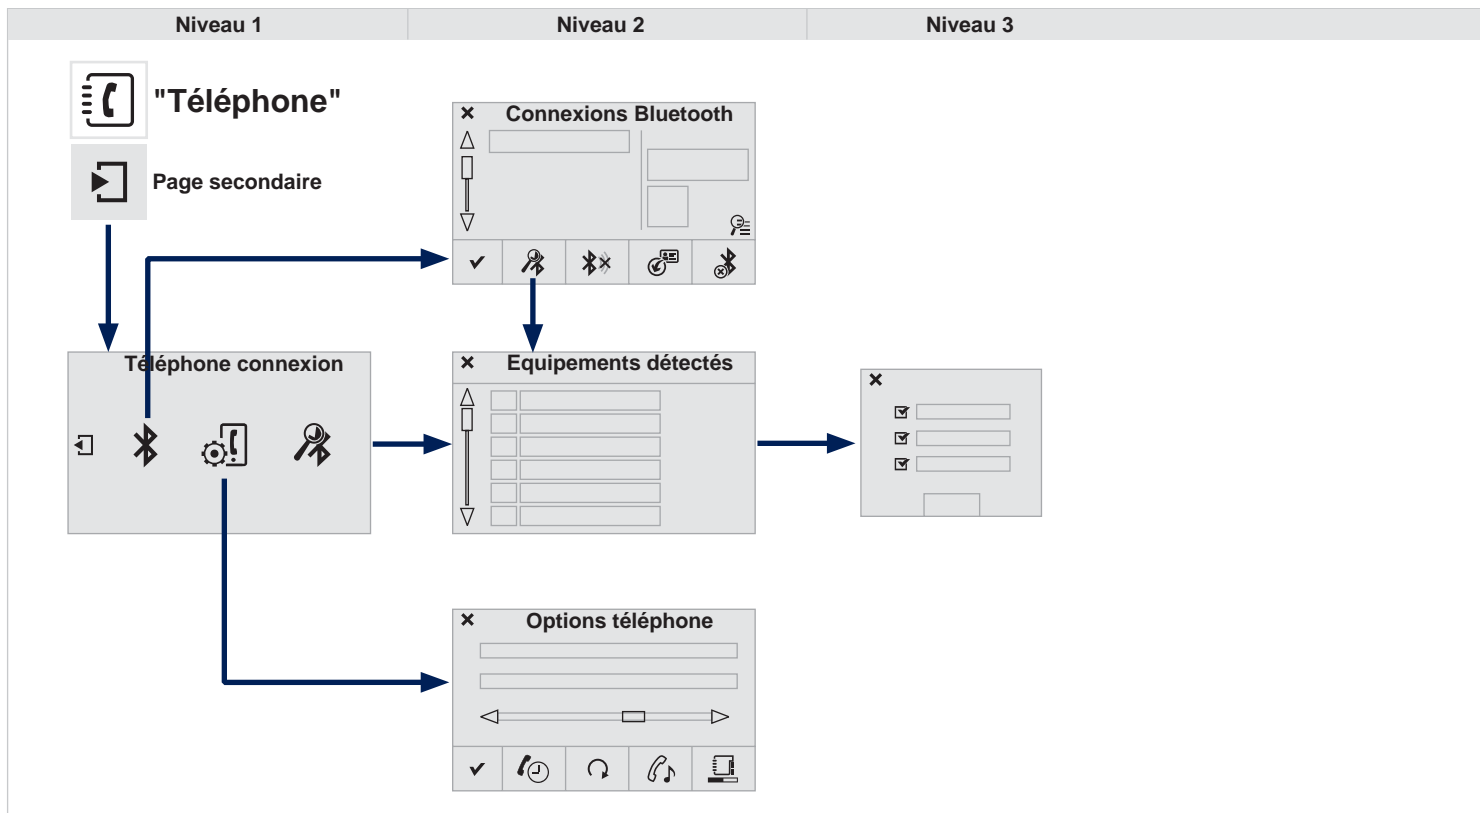 Niveau 1
Niveau 2
Niveau 3
"Téléphone"
Page secondaire
Connexions Bluetooth
Téléphone connexion
Equipements détectés
Options téléphone